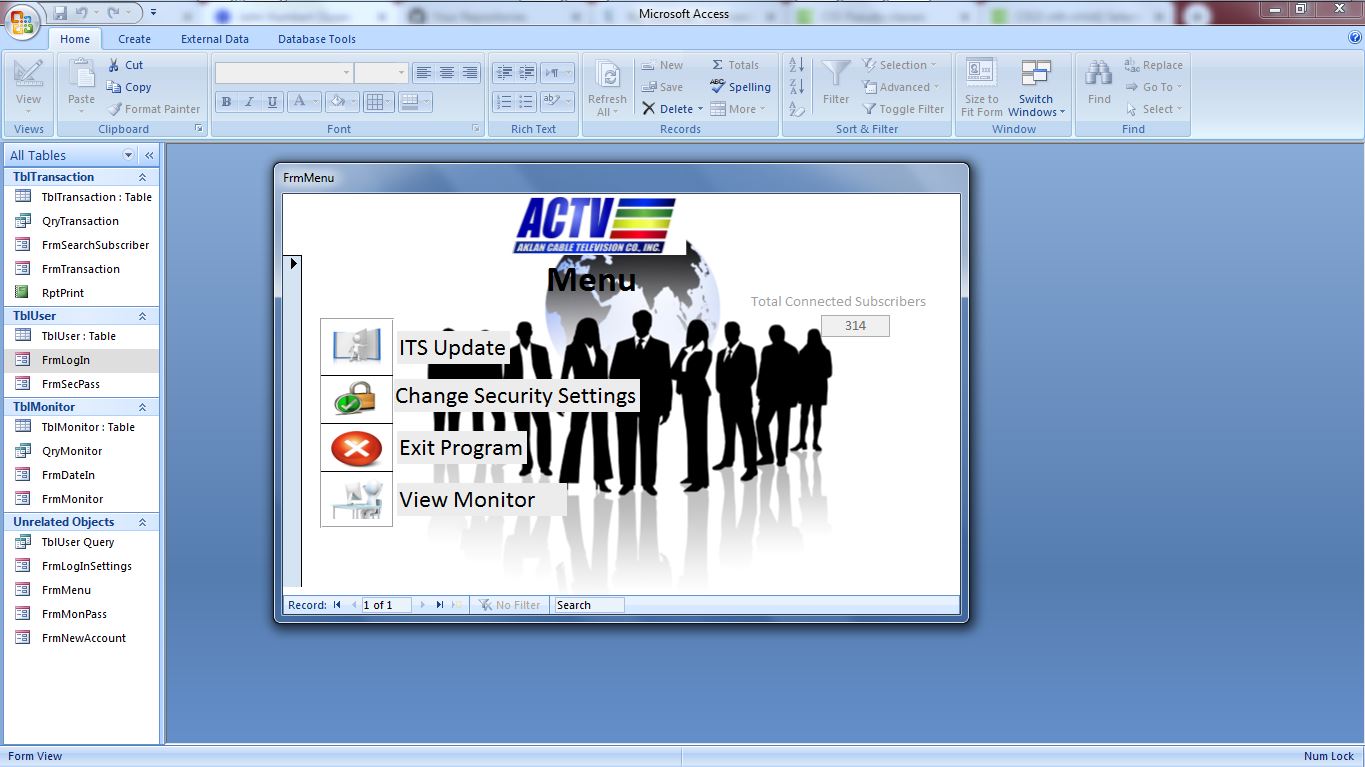 Microsoft Access
Home Create External Data Database Tools
View
Views
Paste
Cut
Copy
Format Painter
Clipboard
B I U A
Font
Rich Text
Refresh All
New
Save
Delete
Totals
Spelling
More
Records
Filter
Selection
Advanced
Toggle Filter
Sort & Filter
Size to Fit Form
Switch Windows
Window
Find
Replace
Go To
Select
Find
All Tables
TblTransaction
TblTransaction : Table
QryTransaction
FrmSearchSubscriber
FrmTransaction
RptPrint
TblUser
TblUser : Table
FrmLogIn
FrmSecPass
TblMonitor
TblMonitor : Table
QryMonitor
FrmDateIn
FrmMonitor
Unrelated Objects
TblUser Query
FrmLogInSettings
FrmMenu
FrmMonPass
FrmNewAccount
FrmMenu
ACTV
AKLAN CABLE TELEVISION CO., INC.
Menu
Total Connected Subscribers
314
ITS Update
Change Security Settings
Exit Program
View Monitor
Record: 1 of 1 No Filter Search
Form View
Num Lock